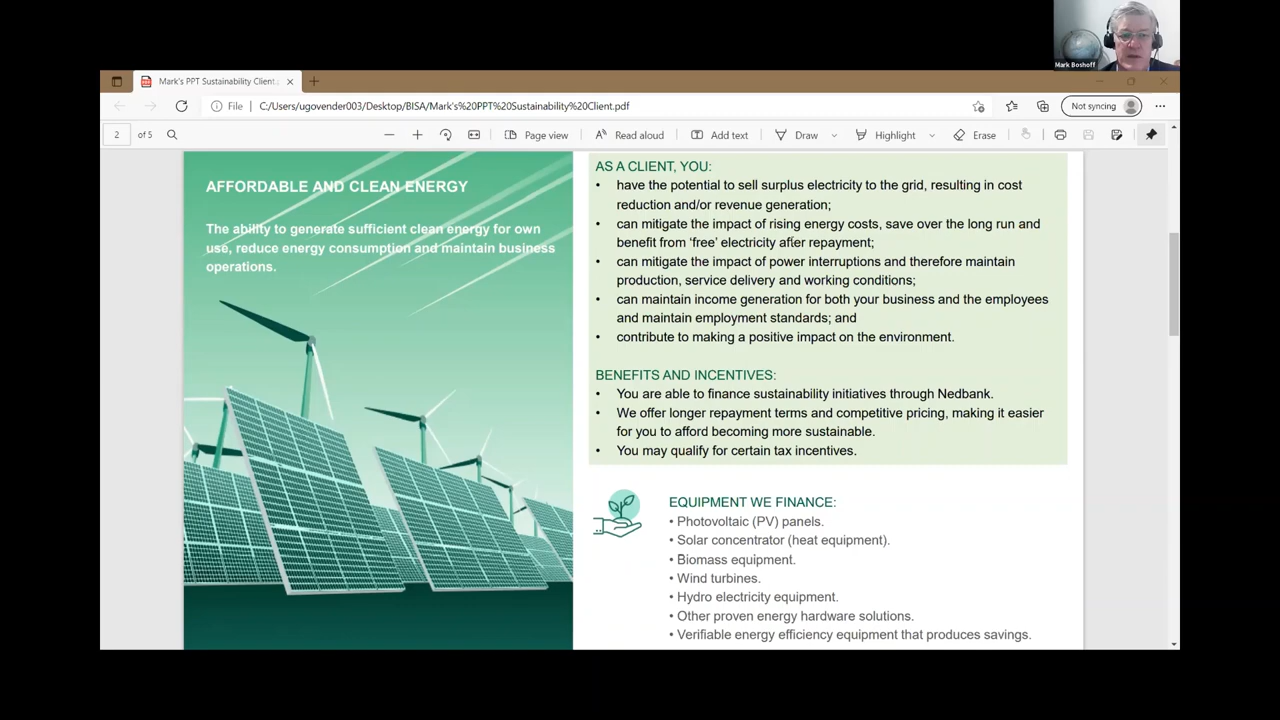 Mark Boshoff
Mark's PPT Sustainability Client.
File
C:/Users/ugovender003/Desktop/BISA/Mark's%20PPT%20Sustainability%20Client.pdf
Not syncing
2 of 5
Page view
Read aloud
Add text
Draw
Highlight
Erase
AFFORDABLE AND CLEAN ENERGY
The ability to generate sufficient clean energy for own
use, reduce energy consumption and maintain business
operations.
AS A CLIENT, YOU:
• have the potential to sell surplus electricity to the grid, resulting in cost
reduction and/or revenue generation;
• can mitigate the impact of rising energy costs, save over the long run and
benefit from ‘free’ electricity after repayment;
• can mitigate the impact of power interruptions and therefore maintain
production, service delivery and working conditions;
• can maintain income generation for both your business and the employees
and maintain employment standards; and
• contribute to making a positive impact on the environment.
BENEFITS AND INCENTIVES:
• You are able to finance sustainability initiatives through Nedbank.
• We offer longer repayment terms and competitive pricing, making it easier
for you to afford becoming more sustainable.
• You may qualify for certain tax incentives.
EQUIPMENT WE FINANCE:
• Photovoltaic (PV) panels.
• Solar concentrator (heat equipment).
• Biomass equipment.
• Wind turbines.
• Hydro electricity equipment.
• Other proven energy hardware solutions.
• Verifiable energy efficiency equipment that produces savings.